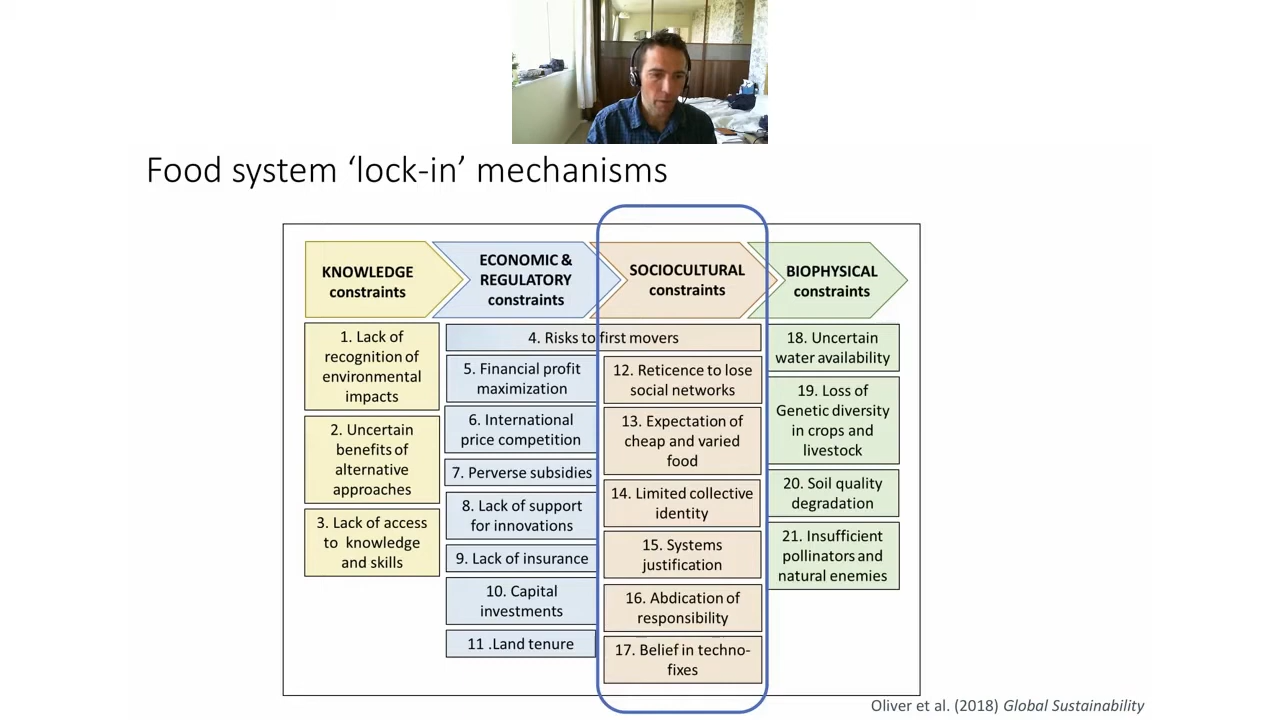 Food system ‘lock-in’ mechanisms
KNOWLEDGE
constraints
ECONOMIC &
REGULATORY
constraints
SOCIOCULTURAL
constraints
BIOPHYSICAL
constraints
1. Lack of
recognition of
environmental
impacts
2. Uncertain
benefits of
alternative
approaches
3. Lack of access
to knowledge
and skills
4. Risks to first movers
5. Financial profit
maximization
6. International
price competition
7. Perverse subsidies
8. Lack of support
for innovations
9. Lack of insurance
10. Capital
investments
11 .Land tenure
12. Reticence to lose
social networks
13. Expectation of
cheap and varied
food
14. Limited collective
identity
15. Systems
justification
16. Abdication of
responsibility
17. Belief in techno-
fixes
18. Uncertain
water availability
19. Loss of
Genetic diversity
in crops and
livestock
20. Soil quality
degradation
21. Insufficient
pollinators and
natural enemies
Oliver et al. (2018) Global Sustainability